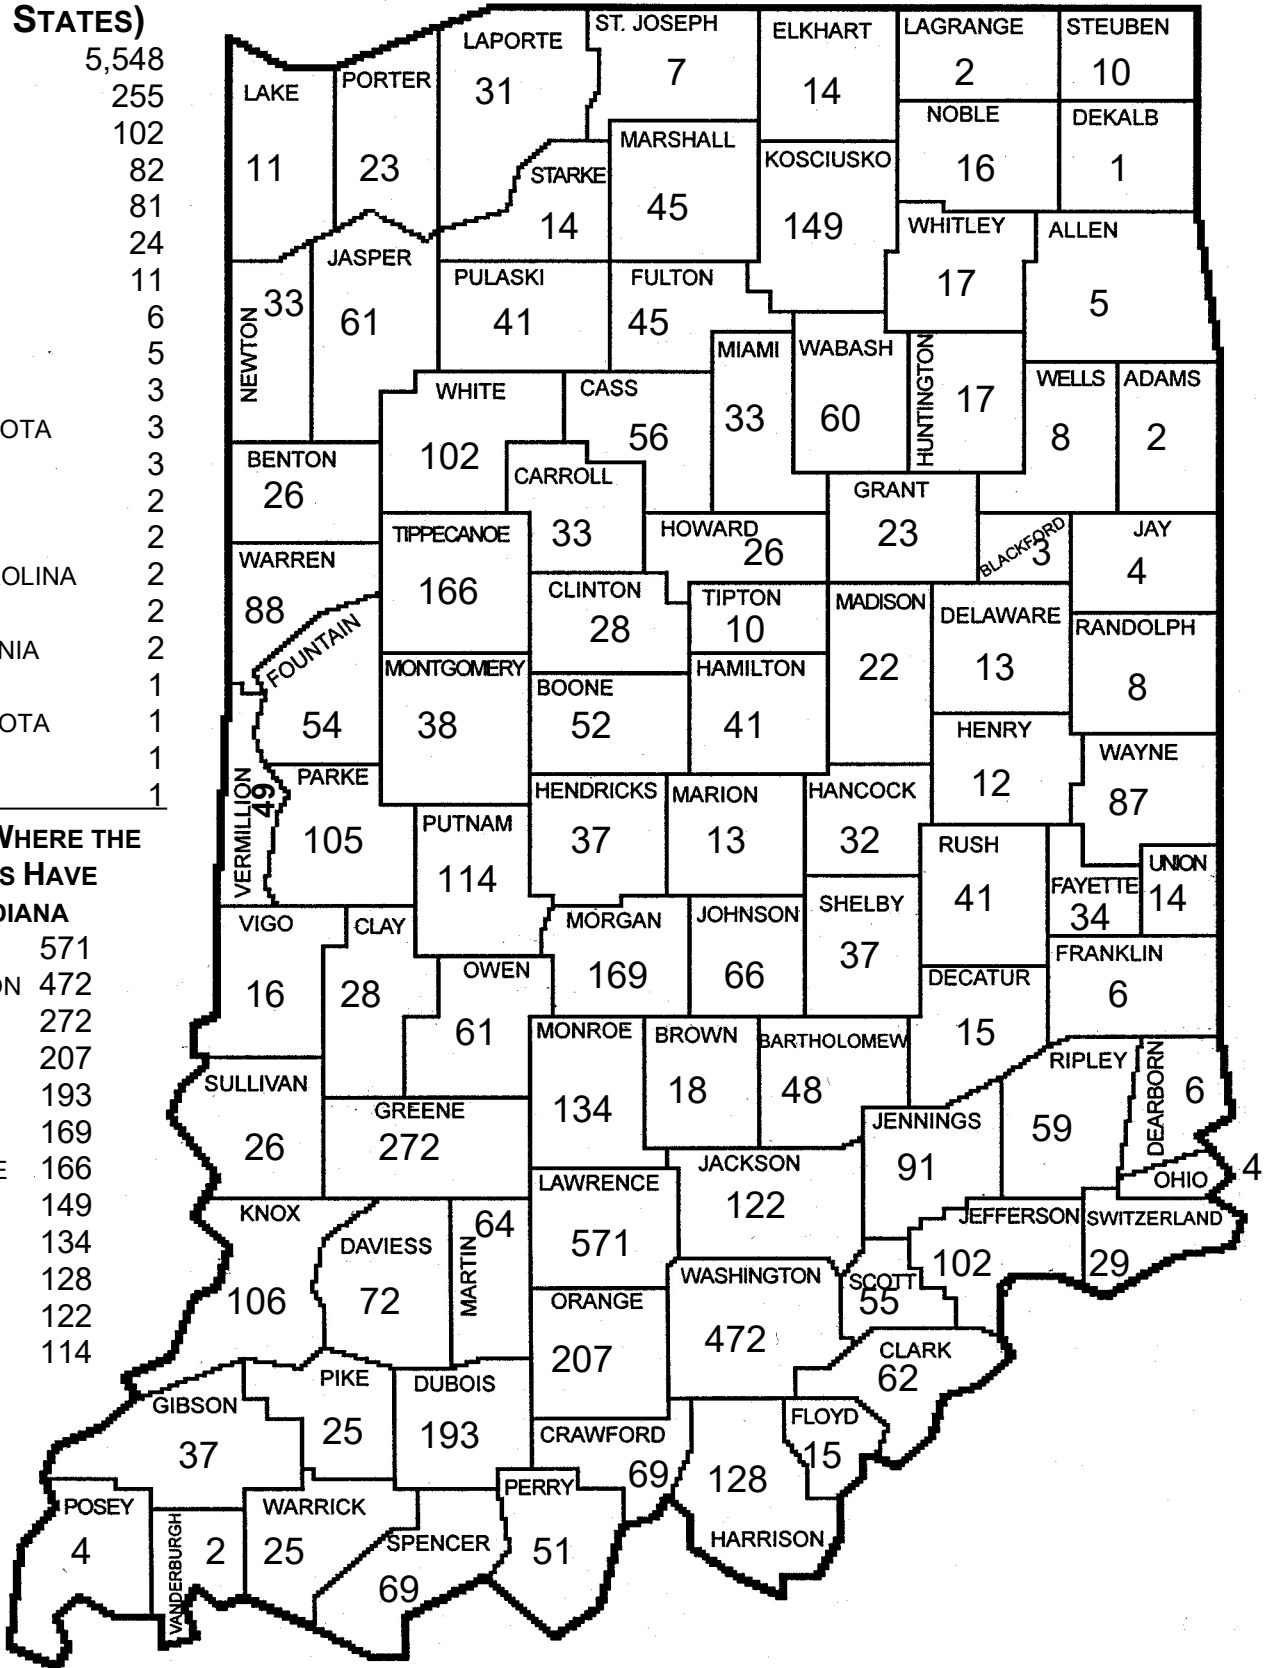 STATES)
5,548
255
102
82
81
24
11
6
5
3
OTA 3
3
2
2
OLINA 2
2
NIA 2
1
OTA 1
1
1
WHERE THE
S HAVE
DIANA
571
ON 472
272
207
193
169
E 166
149
134
128
122
114
LAKE
11
PORTER
23
LAPORTE
31
ST. JOSEPH
7
ELKHART
14
LAGRANGE
2
STEUBEN
10
NOBLE
16
DEKALB
1
STARKE
14
MARSHALL
45
KOSCIUSKO
149
WHITLEY
17
ALLEN
5
NEWTON
33
JASPER
61
PULASKI
41
FULTON
45
MIAMI
33
WABASH
60
HUNTINGTON
17
WELLS
8
ADAMS
2
WHITE
102
CASS
56
BENTON
26
CARROLL
33
GRANT
23
HOWARD
26
BLACKFORD
3
JAY
4
WARREN
88
TIPPECANOE
166
CLINTON
28
TIPTON
10
MADISON
22
DELAWARE
13
RANDOLPH
8
FOUNTAIN
54
MONTGOMERY
38
BOONE
52
HAMILTON
41
HENRY
12
WAYNE
87
VERMILLION
49
PARKE
105
PUTNAM
114
HENDRICKS
37
MARION
13
HANCOCK
32
RUSH
41
FAYETTE
34
UNION
14
VIGO
16
CLAY
28
OWEN
61
MORGAN
169
JOHNSON
66
SHELBY
37
DECATUR
15
FRANKLIN
6
SULLIVAN
26
GREENE
272
MONROE
134
BROWN
18
BARTHOLOMEW
48
JENNINGS
91
RIPLEY
59
DEARBORN
6
OHIO
4
KNOX
106
DAVIESS
72
MARTIN
64
LAWRENCE
571
JACKSON
122
JEFFERSON
102
SWITZERLAND
29
ORANGE
207
WASHINGTON
472
SCOTT
55
CLARK
62
GIBSON
37
PIKE
25
DUBOIS
193
CRAWFORD
69
HARRISON
128
FLOYD
15
POSEY
4
VANDERBURGH
2
WARRICK
25
SPENCER
69
PERRY
51